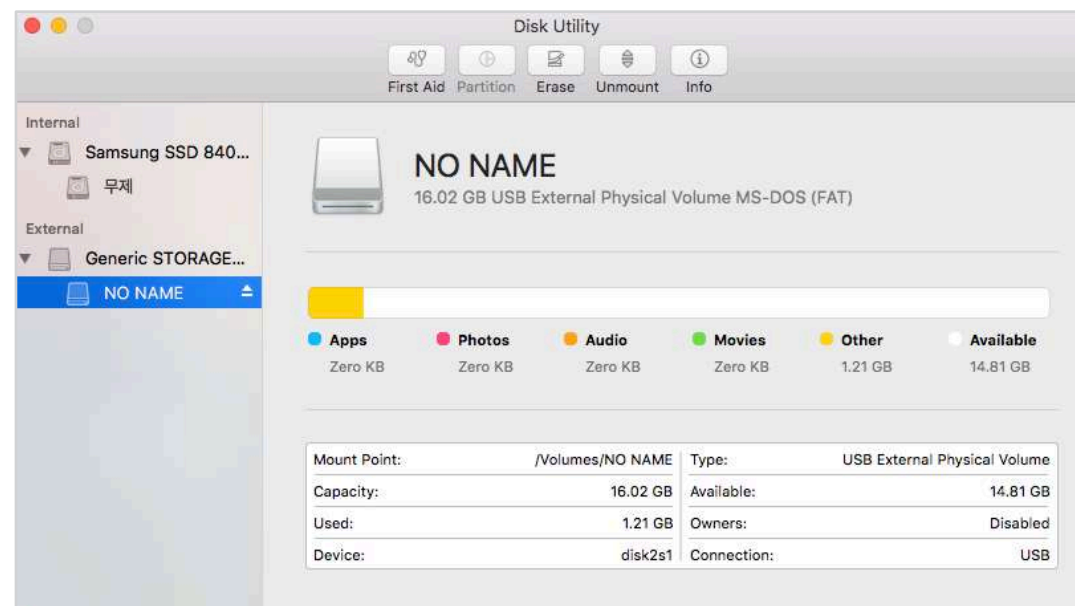 Disk Utility
First Aid Partition Erase Unmount Info
Internal
Samsung SSD 840...
무제
External
Generic STORAGE...
NO NAME
NO NAME
16.02 GB USB External Physical Volume MS-DOS (FAT)
Apps Photos Audio Movies Other Available
Zero KB Zero KB Zero KB Zero KB 1.21 GB 14.81 GB
Mount Point: /Volumes/NO NAME Type: USB External Physical Volume
Capacity: 16.02 GB Available: 14.81 GB
Used: 1.21 GB Owners: Disabled
Device: disk2s1 Connection: USB